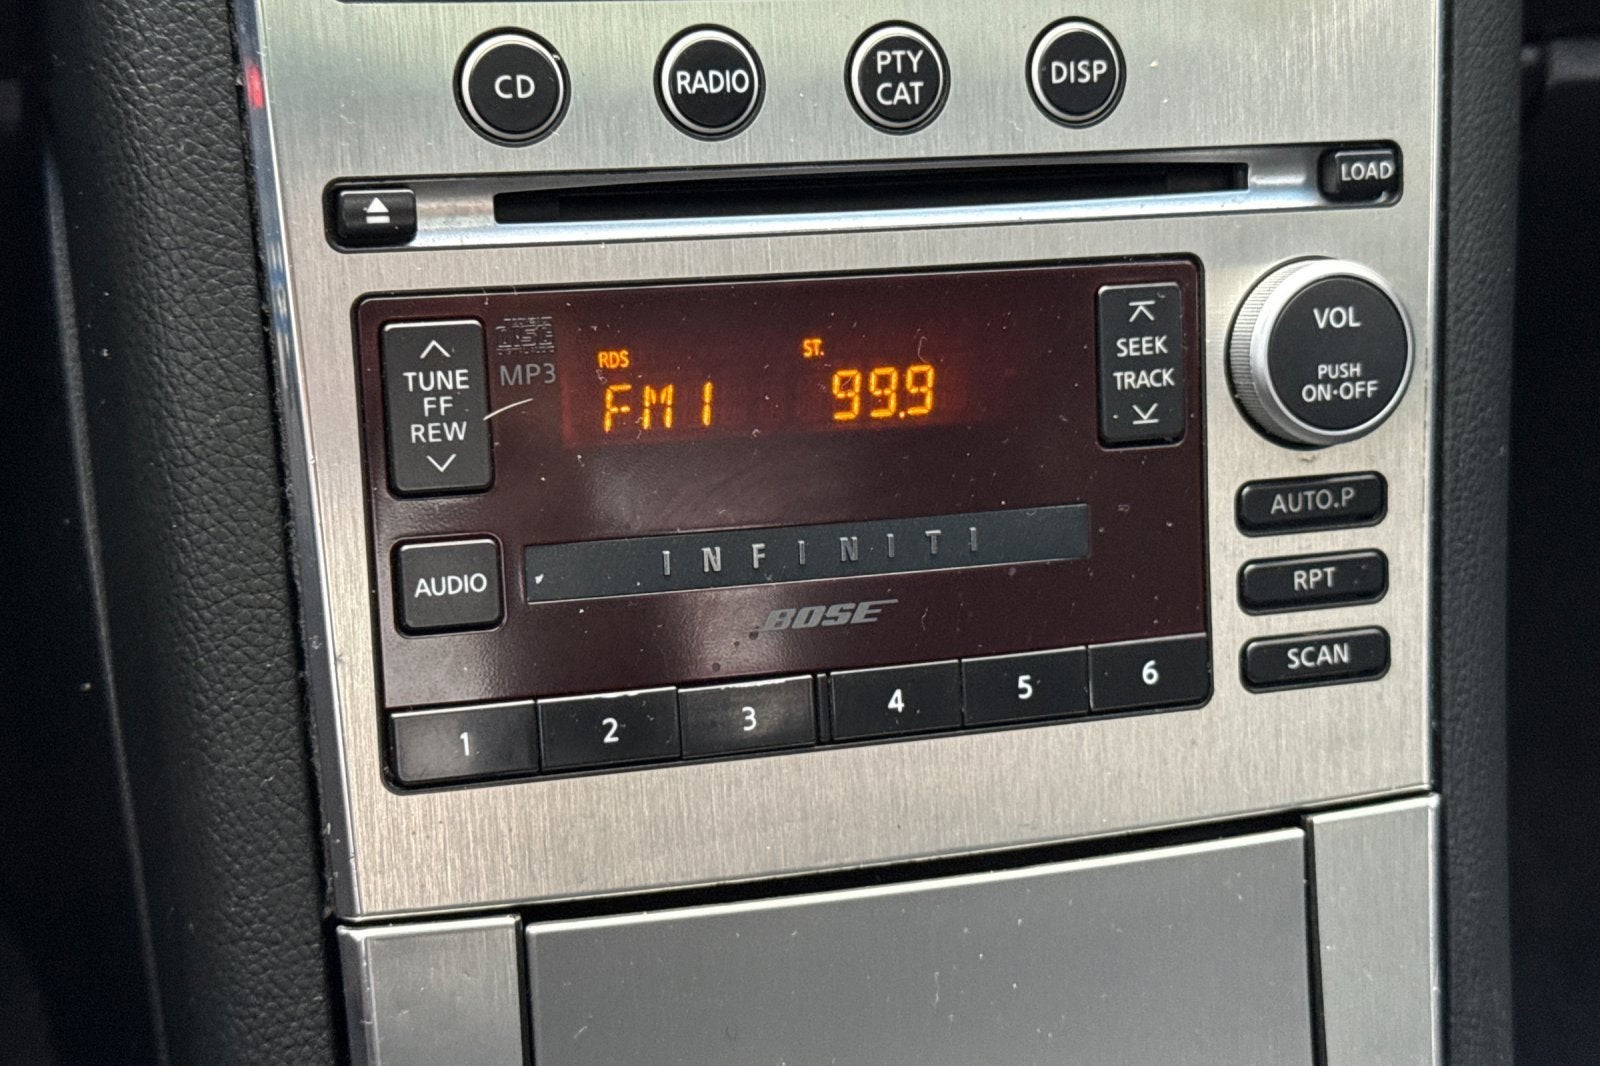 CD
RADIO
PTY
CAT
DISP
LOAD
TUNE
FF
REW
MP3
RDS
FM1
ST.
99.9
SEEK
TRACK
VOL
PUSH
ON·OFF
AUTO.P
INFINITI
AUDIO
BOSE
RPT
SCAN
1
2
3
4
5
6